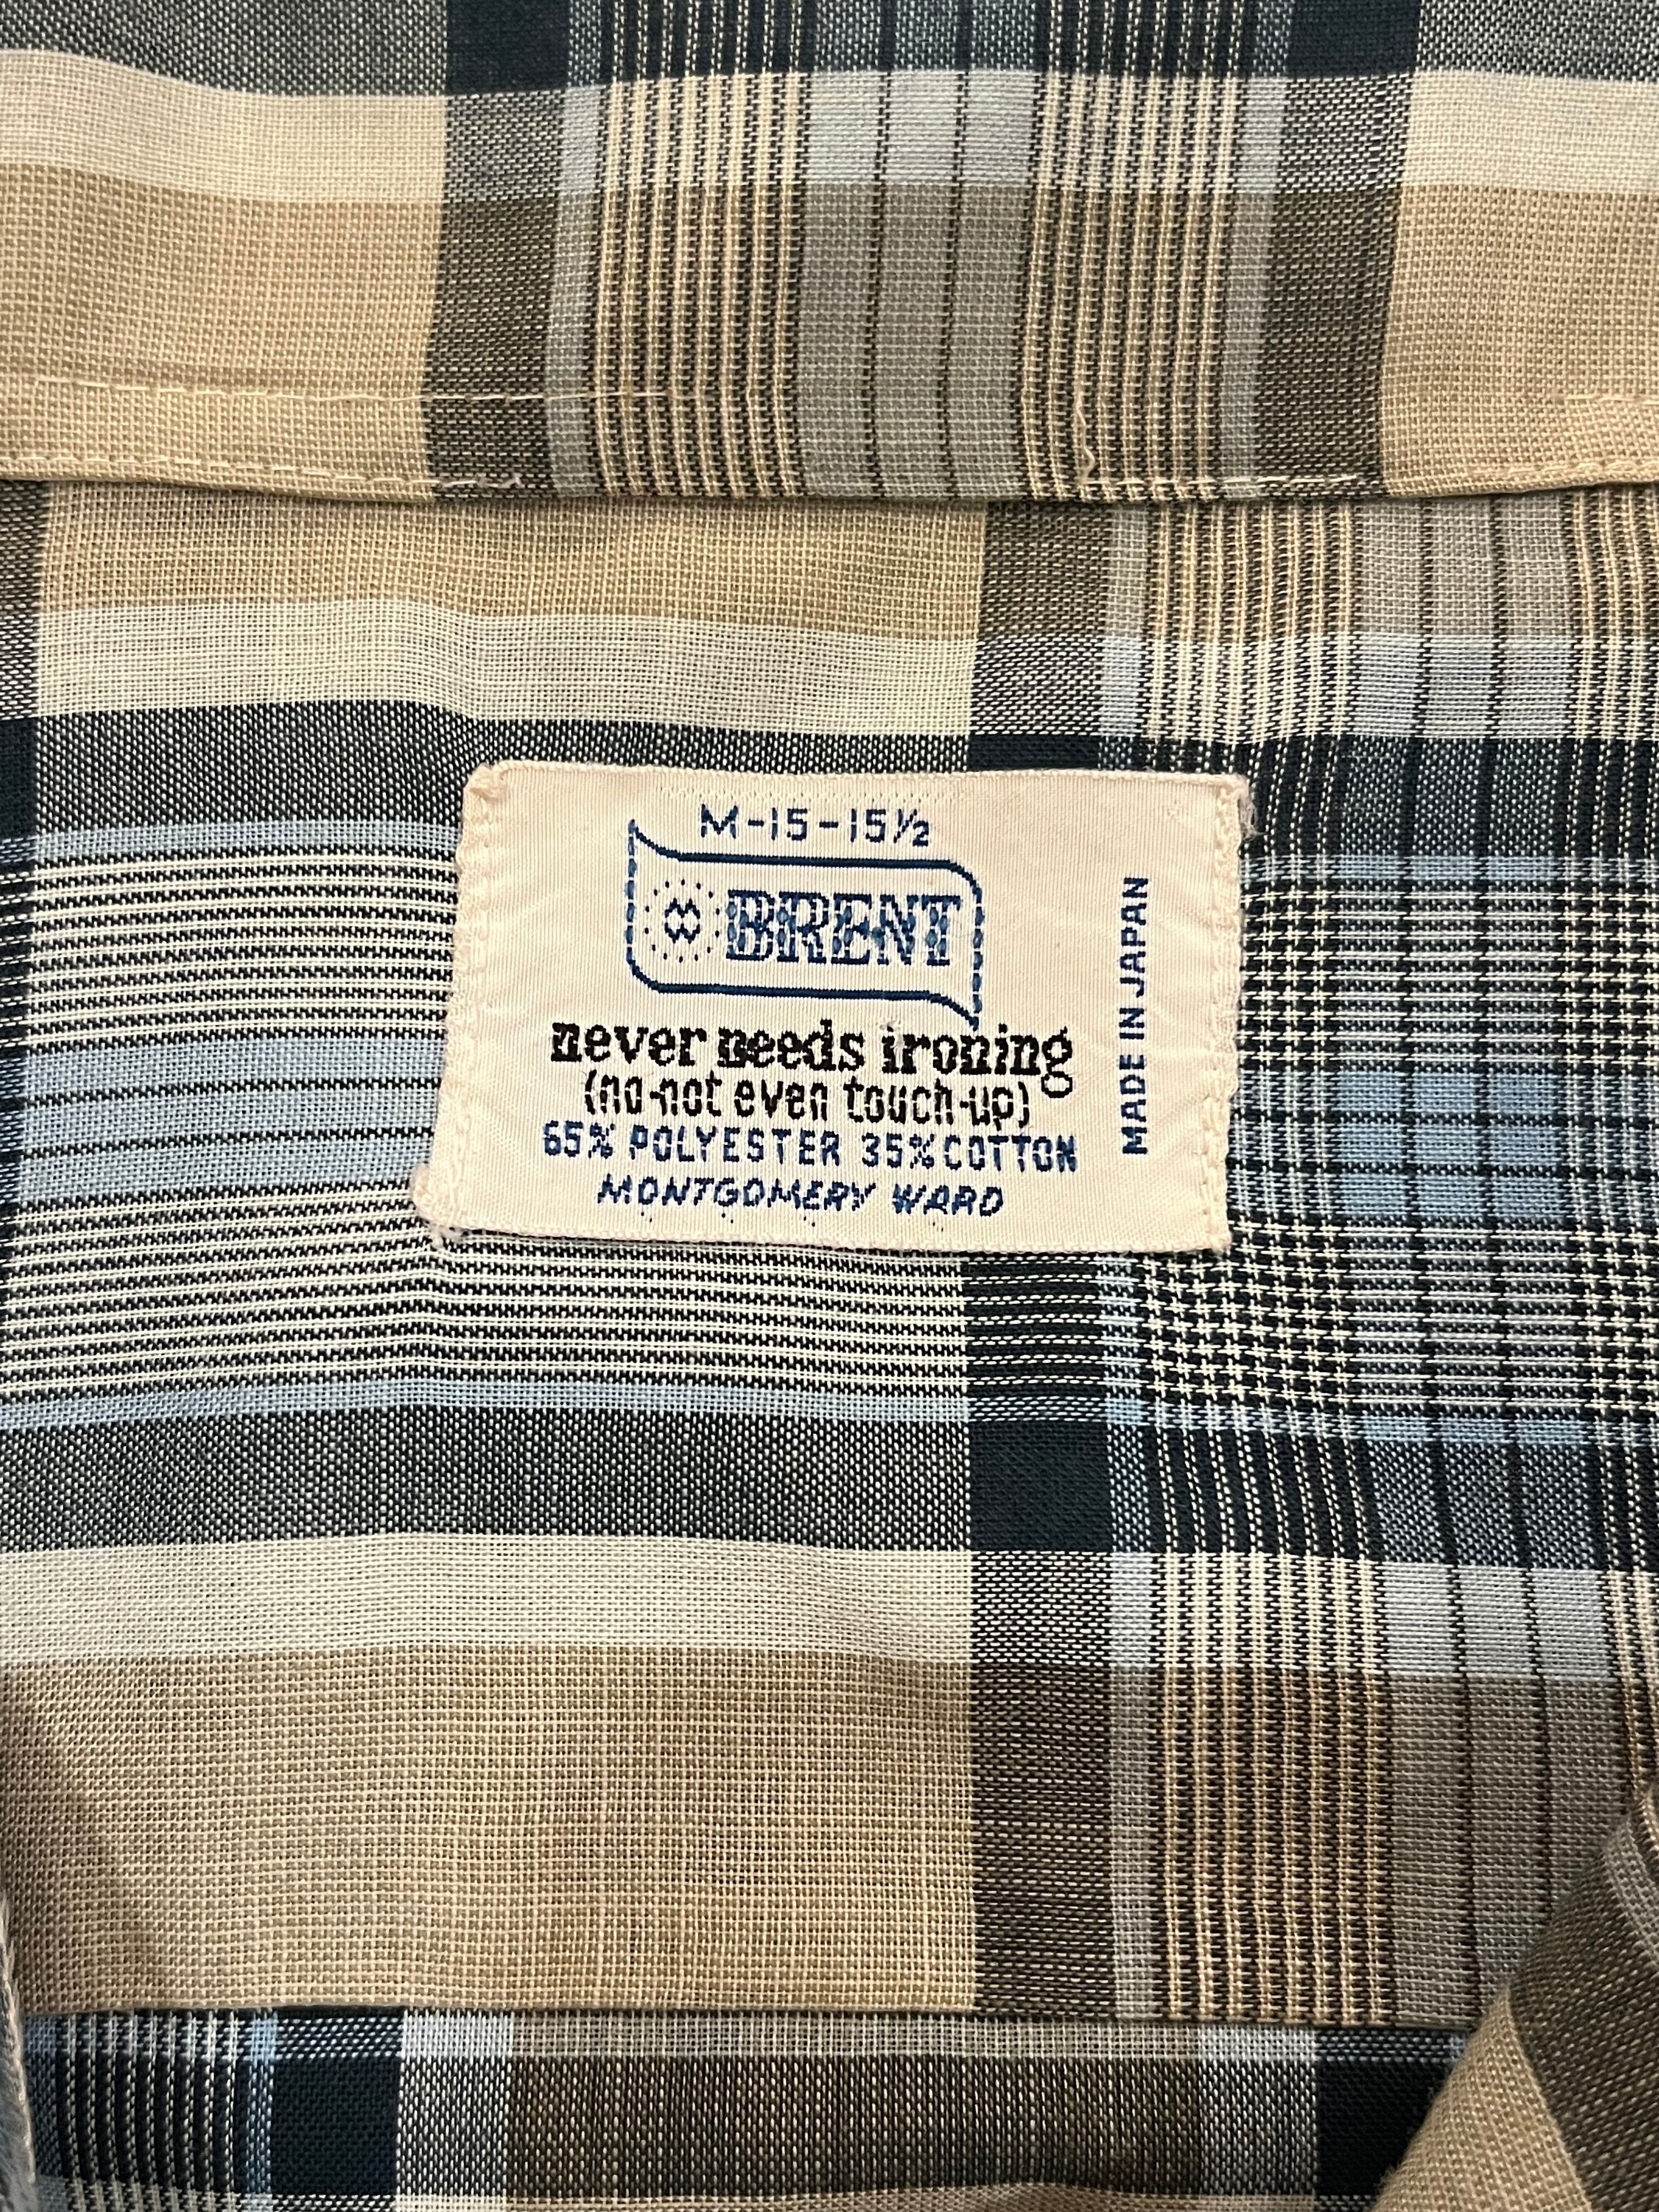 M-15-15½
MW BRENT
never needs ironing
(no-not even touch-up)
65% POLYESTER 35% COTTON
MONTGOMERY WARD
MADE IN JAPAN